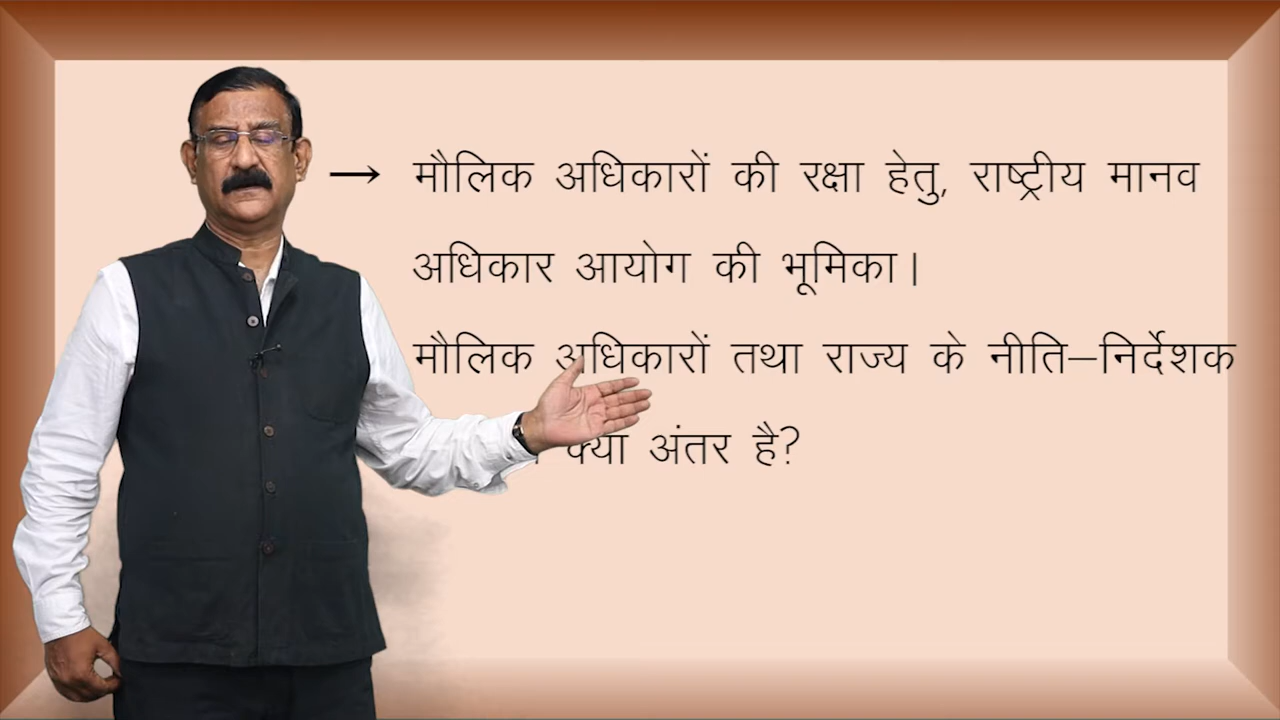 → मौलिक अधिकारों की रक्षा हेतु, राष्ट्रीय मानव
अधिकार आयोग की भूमिका।
मौलिक अधिकारों तथा राज्य के नीति–निर्देशक
क्या अंतर है?